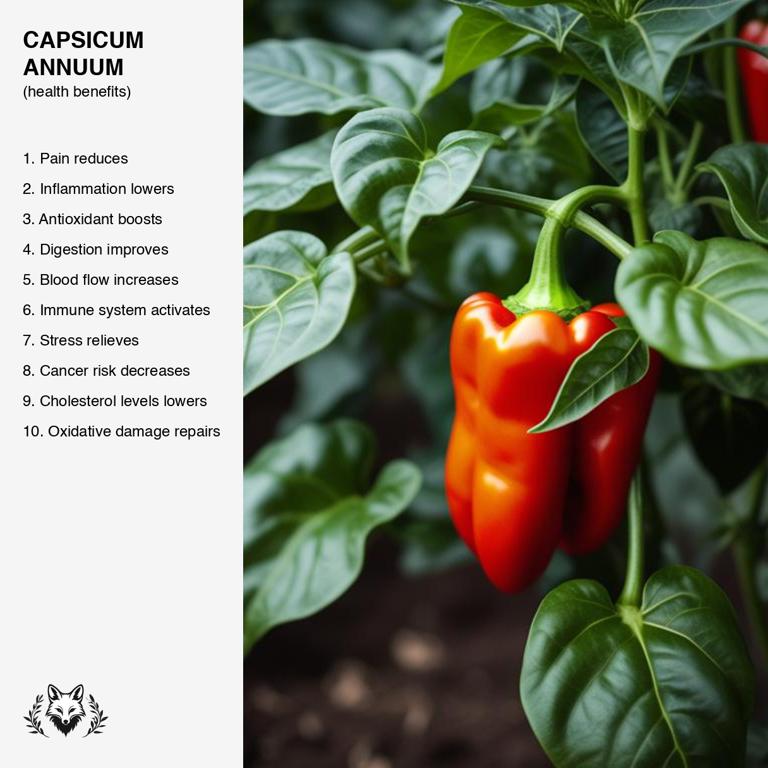 CAPSICUM
ANNUUM
(health benefits)
1. Pain reduces
2. Inflammation lowers
3. Antioxidant boosts
4. Digestion improves
5. Blood flow increases
6. Immune system activates
7. Stress relieves
8. Cancer risk decreases
9. Cholesterol levels lowers
10. Oxidative damage repairs